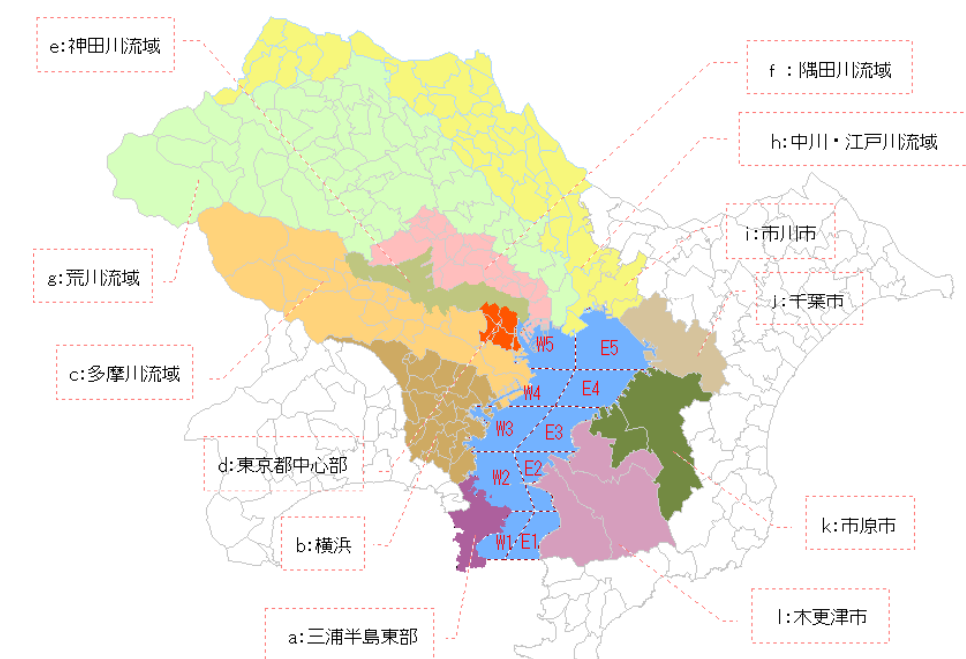 e:神田川流域
f：隅田川流域
h:中川・江戸川流域
i:市川市
g:荒川流域
j:千葉市
W5
E5
c:多摩川流域
W4
E4
W3
E3
d:東京都中心部
W2
E2
k:市原市
b:横浜
W1
E1
l:木更津市
a:三浦半島東部